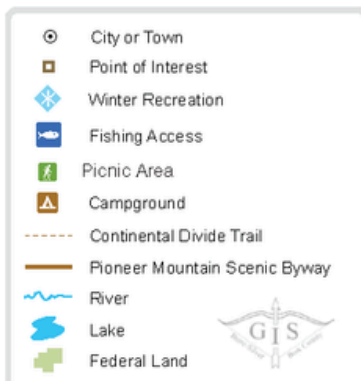 City or Town
Point of Interest
Winter Recreation
Fishing Access
Picnic Area
Campground
Continental Divide Trail
Pioneer Mountain Scenic Byway
River
Lake
Federal Land
GIS